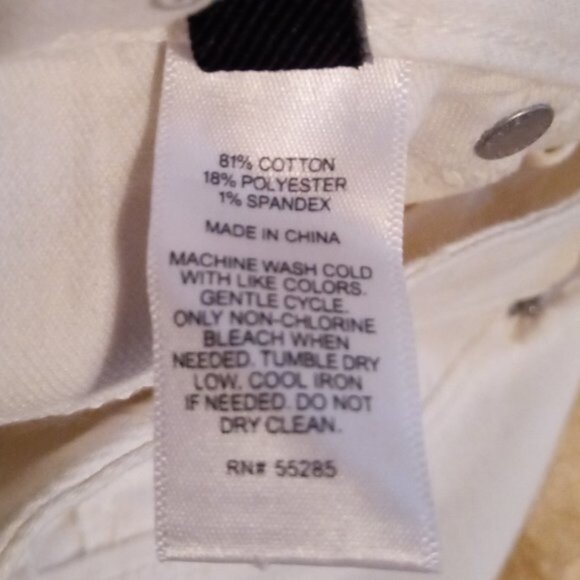 81% COTTON
18% POLYESTER
1% SPANDEX
MADE IN CHINA
MACHINE WASH COLD
WITH LIKE COLORS.
GENTLE CYCLE.
ONLY NON-CHLORINE
BLEACH WHEN
NEEDED. TUMBLE DRY
LOW. COOL IRON
IF NEEDED. DO NOT
DRY CLEAN.
RN# 55285